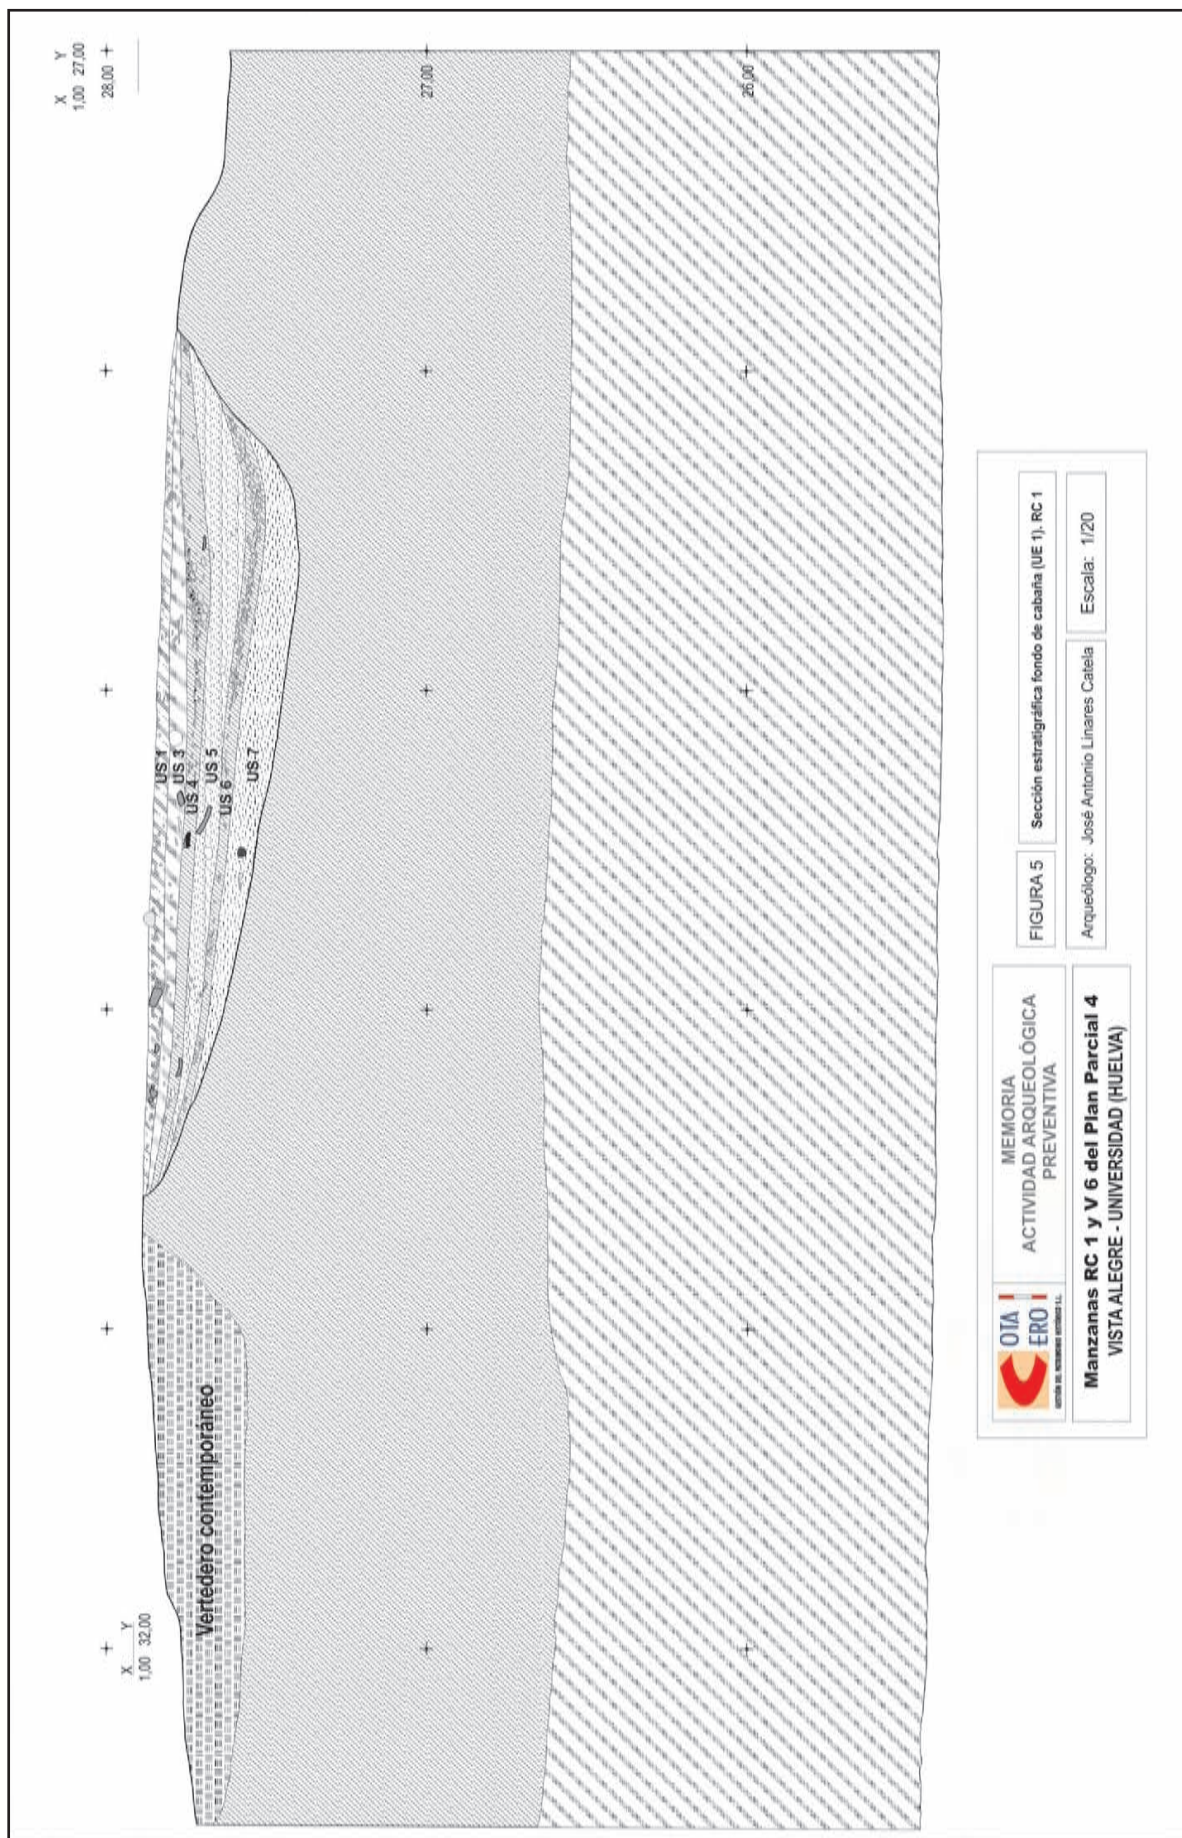 X Y
1,00 32,00
X Y
1,00 27,00
28,00
27,00
26,00
Vertedero contemporáneo
US 1
US 3
US 4
US 5
US 6
US 7
OTA
ERO
MEMORIA
ACTIVIDAD ARQUEOLÓGICA
PREVENTIVA
Manzanas RC 1 y V 6 del Plan Parcial 4
VISTA ALEGRE - UNIVERSIDAD (HUELVA)
FIGURA 5
Sección estratigráfica fondo de cabaña (UE 1). RC 1
Arqueólogo: José Antonio Linares Catela
Escala: 1/20